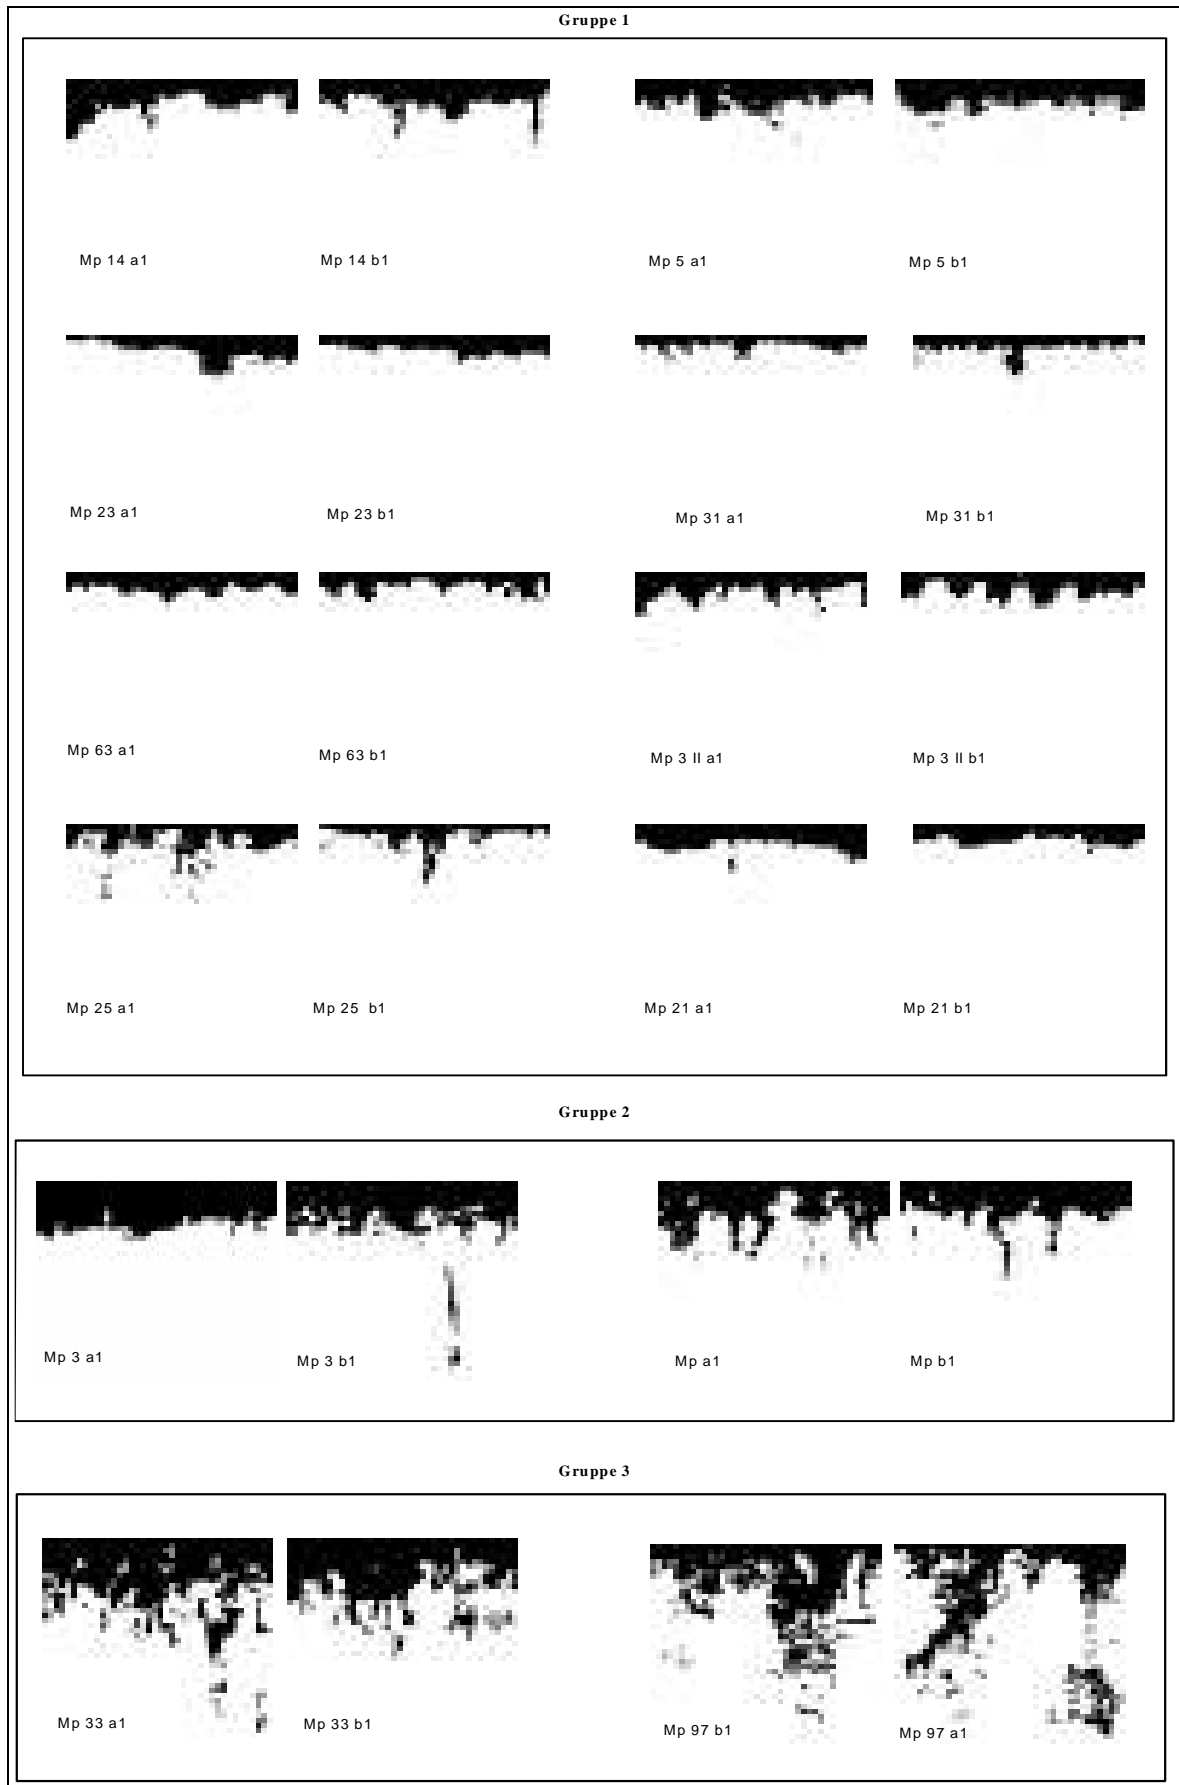 Gruppe 1
Mp 14 a1
Mp 14 b1
Mp 5 a1
Mp 5 b1
Mp 23 a1
Mp 23 b1
Mp 31 a1
Mp 31 b1
Mp 63 a1
Mp 63 b1
Mp 3 II a1
Mp 3 II b1
Mp 25 a1
Mp 25 b1
Mp 21 a1
Mp 21 b1
Gruppe 2
Mp 3 a1
Mp 3 b1
Mp a1
Mp b1
Gruppe 3
Mp 33 a1
Mp 33 b1
Mp 97 b1
Mp 97 a1